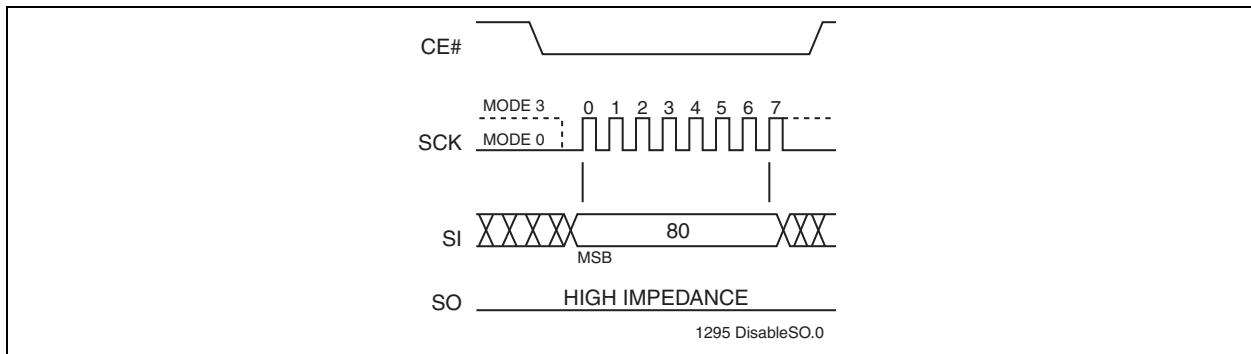 CE#
MODE 3
0 1 2 3 4 5 6 7
SCK
MODE 0
SI
80
MSB
SO
HIGH IMPEDANCE
1295 DisableSO.0